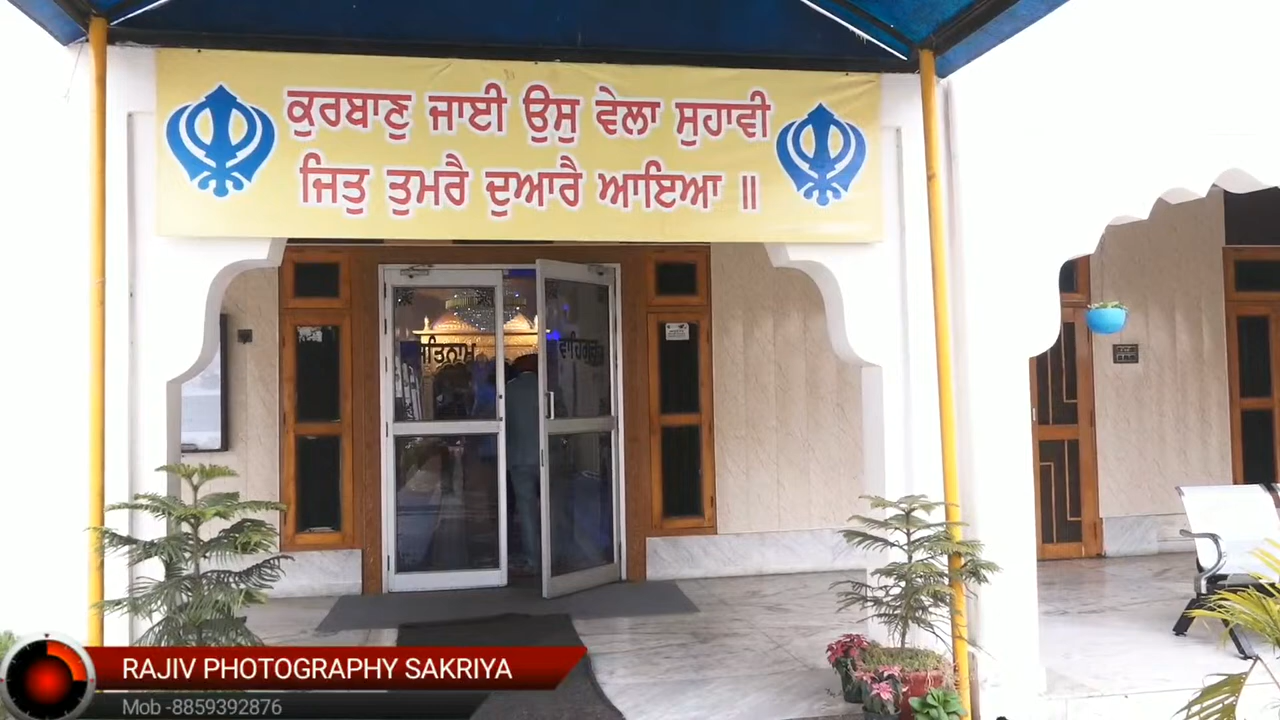 ਕੁਰਬਾਣੁ ਜਾਈ ਉਸੁ ਵੇਲਾ ਸੁਹਾਵੀ
ਜਿਤੁ ਤੁਮਰੈ ਦੁਆਰੈ ਆਇਆ ॥
RAJIV PHOTOGRAPHY SAKRIYA
Mob -8859392876